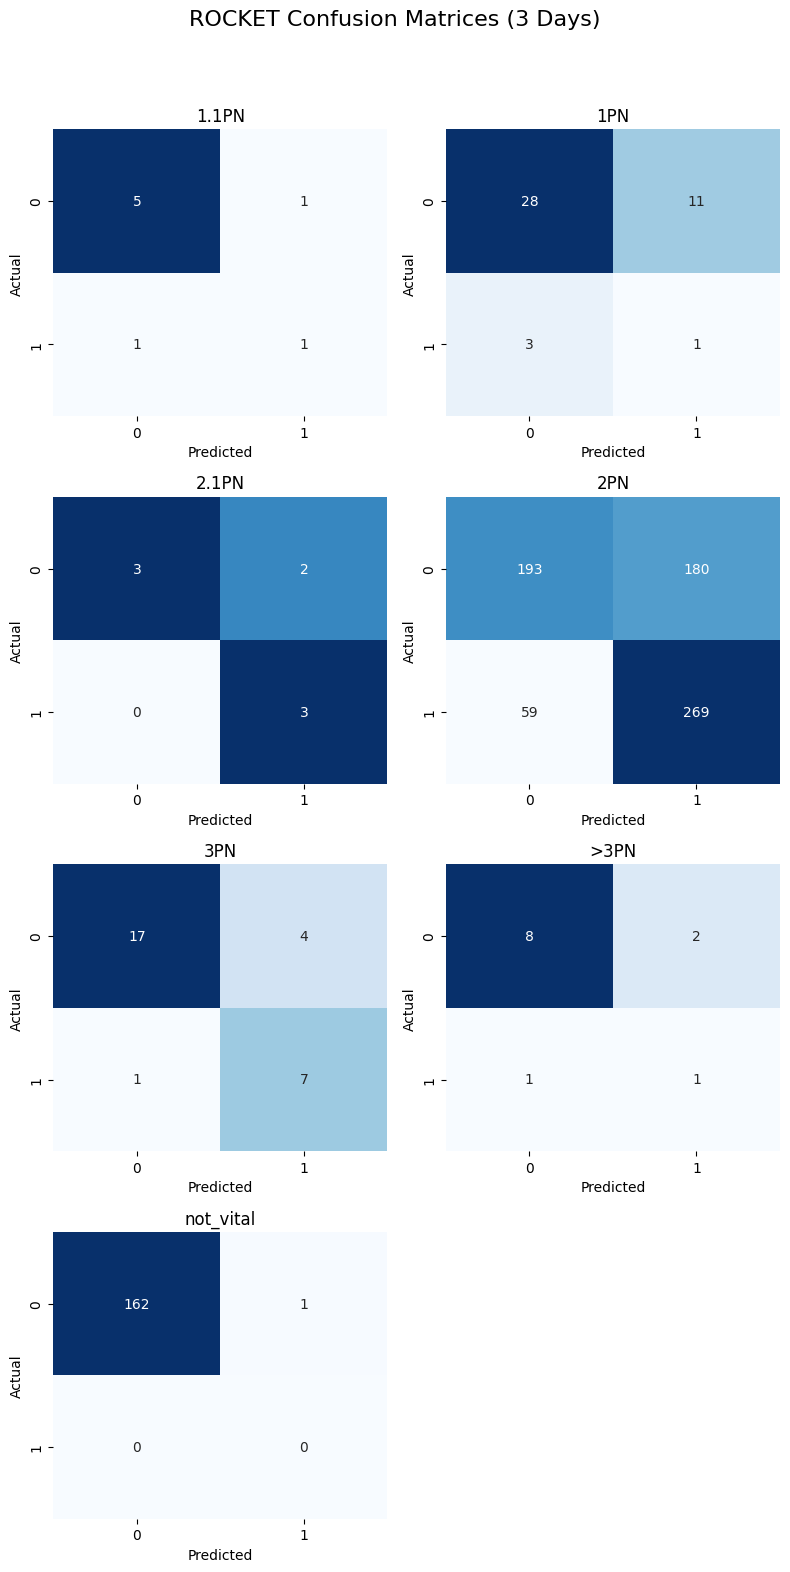 ROCKET Confusion Matrices (3 Days)
1.1PN
0
5
1
Actual
1
1
1
0
1
Predicted
1PN
0
28
11
Actual
1
3
1
0
1
Predicted
2.1PN
0
3
2
Actual
1
0
3
0
1
Predicted
2PN
0
193
180
Actual
1
59
269
0
1
Predicted
3PN
0
17
4
Actual
1
1
7
0
1
Predicted
>3PN
0
8
2
Actual
1
1
1
0
1
Predicted
not_vital
0
162
1
Actual
1
0
0
0
1
Predicted